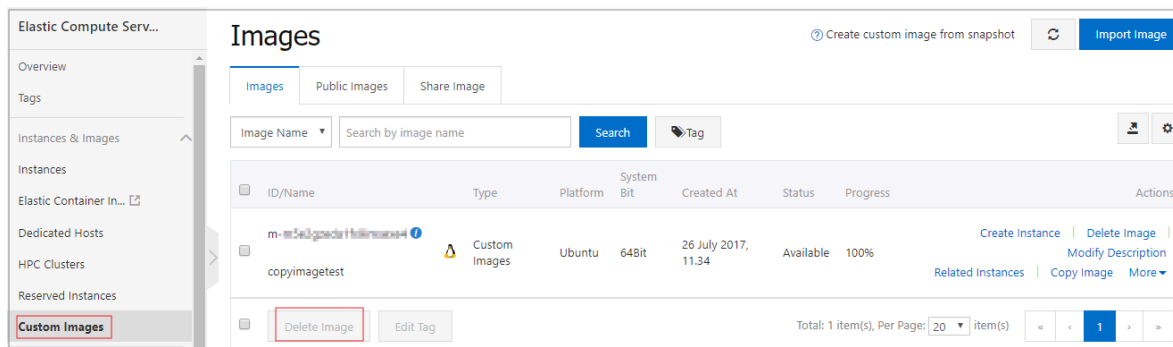 Elastic Compute Serv...
Images
Create custom image from snapshot
Import Image
Overview
Tags
Images
Public Images
Share Image
Instances & Images
Image Name
Search by image name
Search
Tag
Instances
Elastic Container In...
Dedicated Hosts
HPC Clusters
Reserved Instances
Custom Images
ID/Name
Type
Platform
System
Bit
Created At
Status
Progress
Actions
m-
copyimagetest
Custom
Images
Ubuntu
64Bit
26 July 2017,
11.34
Available
100%
Create Instance | Delete Image |
Modify Description
Related Instances | Copy Image More
Delete Image
Edit Tag
Total: 1 item(s), Per Page: 20 item(s)
« ‹ 1 › »